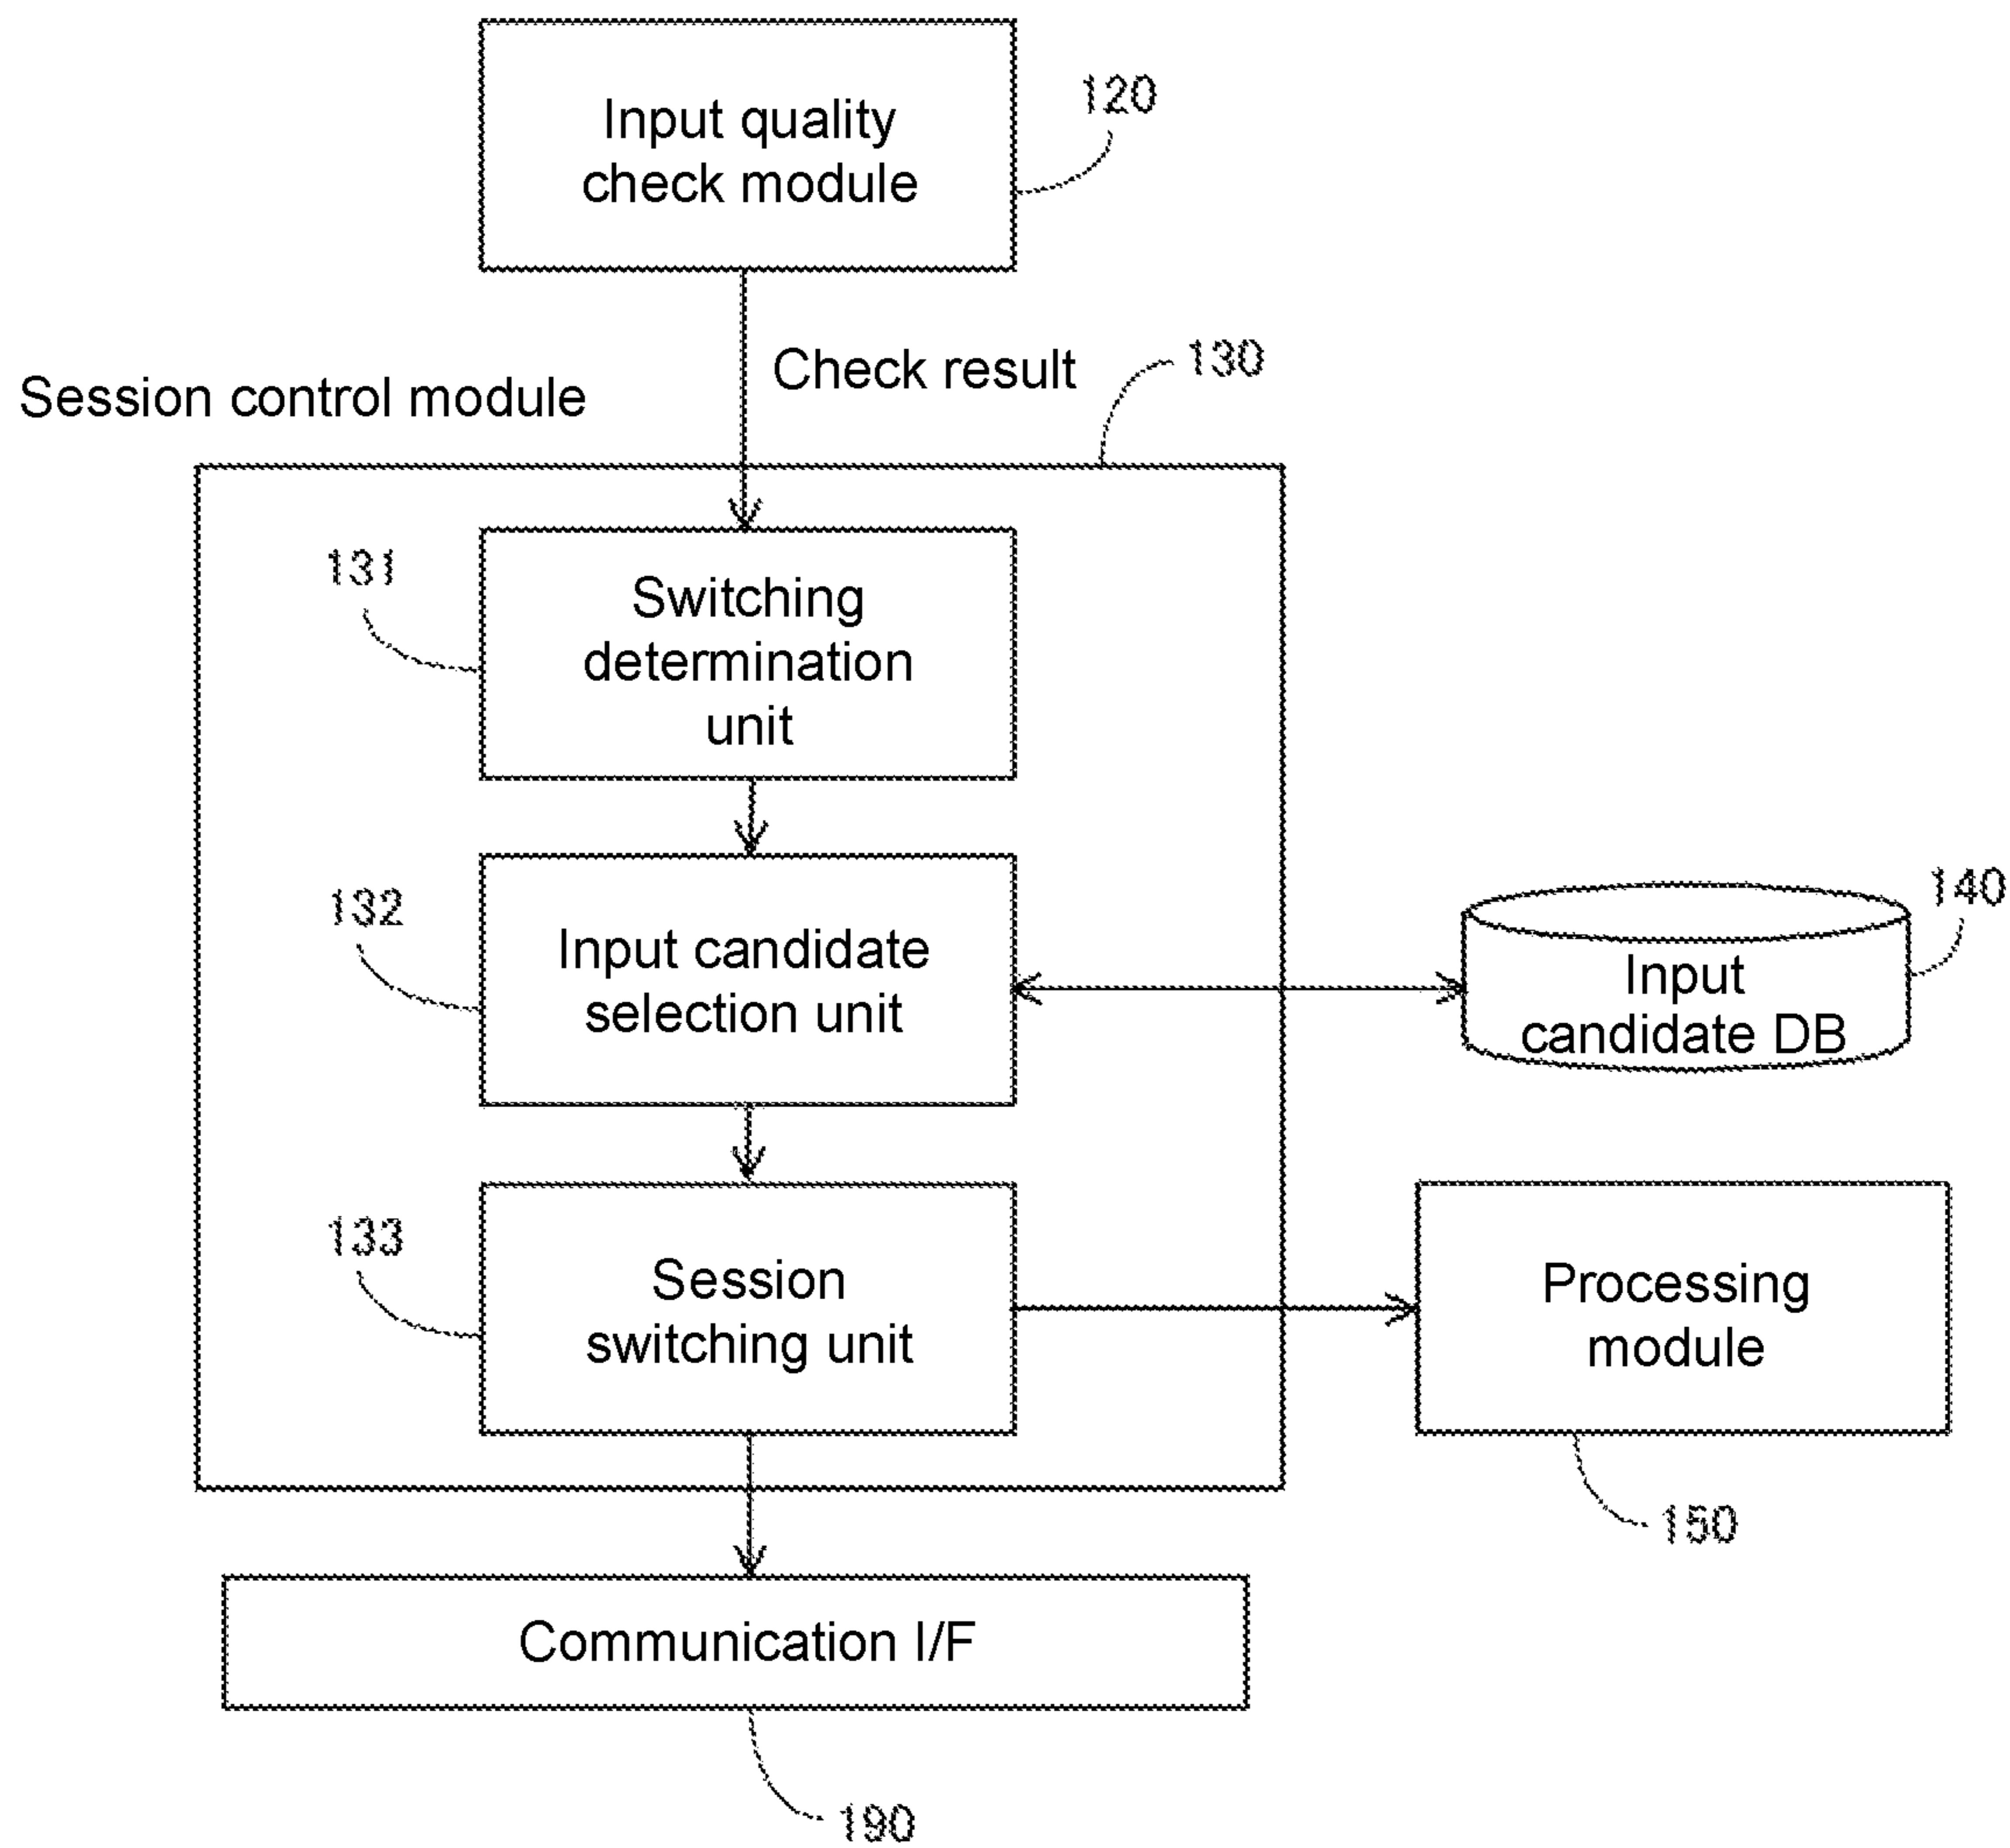 Input quality
check module
120
Check result
130
Session control module
131
Switching
determination
unit
132
Input candidate
selection unit
140
Input
candidate DB
133
Session
switching unit
Processing
module
150
Communication I/F
190